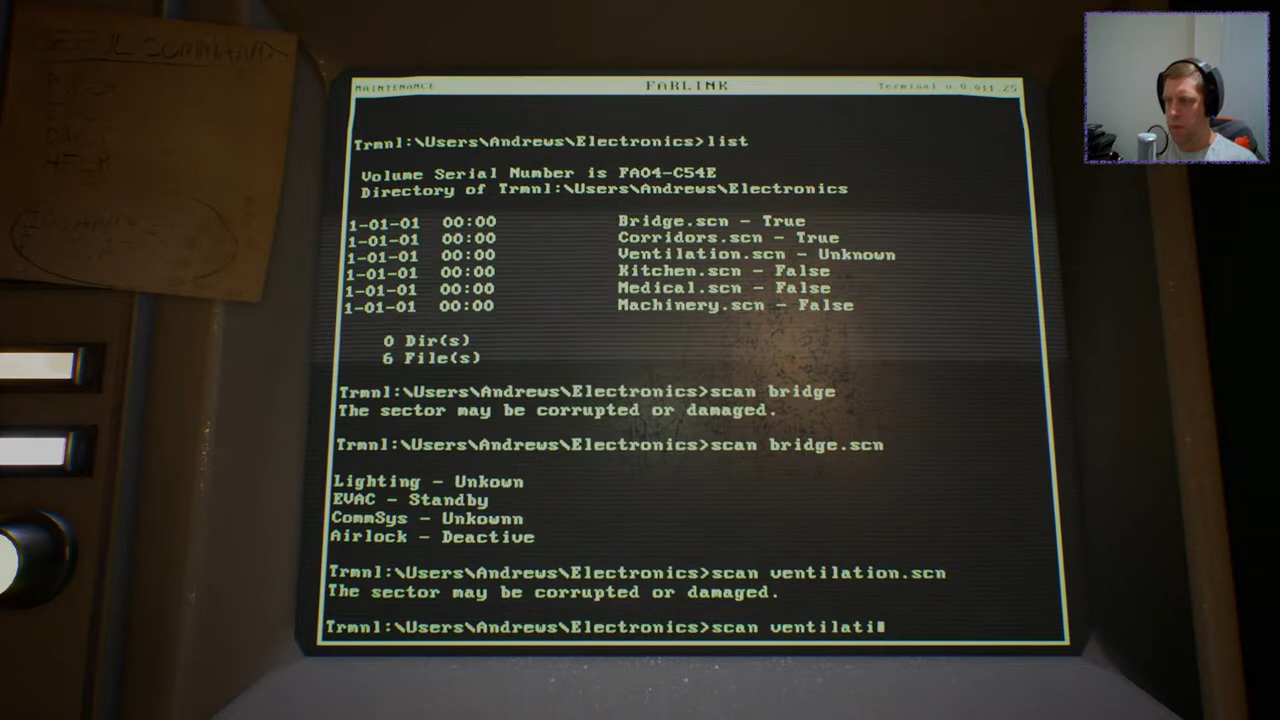 COMMANDS
HELP
MAINTENANCE FARLINK Terminal v.0.011.25
Trmnl:\Users\Andrews\Electronics>list
Volume Serial Number is FA04-C54E
Directory of Trmnl:\Users\Andrews\Electronics
1-01-01 00:00 Bridge.scn - True
1-01-01 00:00 Corridors.scn - True
1-01-01 00:00 Ventilation.scn - Unknown
1-01-01 00:00 Kitchen.scn - False
1-01-01 00:00 Medical.scn - False
1-01-01 00:00 Machinery.scn - False
0 Dir(s)
6 File(s)
Trmnl:\Users\Andrews\Electronics>scan bridge
The sector may be corrupted or damaged.
Trmnl:\Users\Andrews\Electronics>scan bridge.scn
Lighting - Unkown
EVAC - Standby
CommSys - Unkownn
Airlock - Deactive
Trmnl:\Users\Andrews\Electronics>scan ventilation.scn
The sector may be corrupted or damaged.
Trmnl:\Users\Andrews\Electronics>scan ventilati